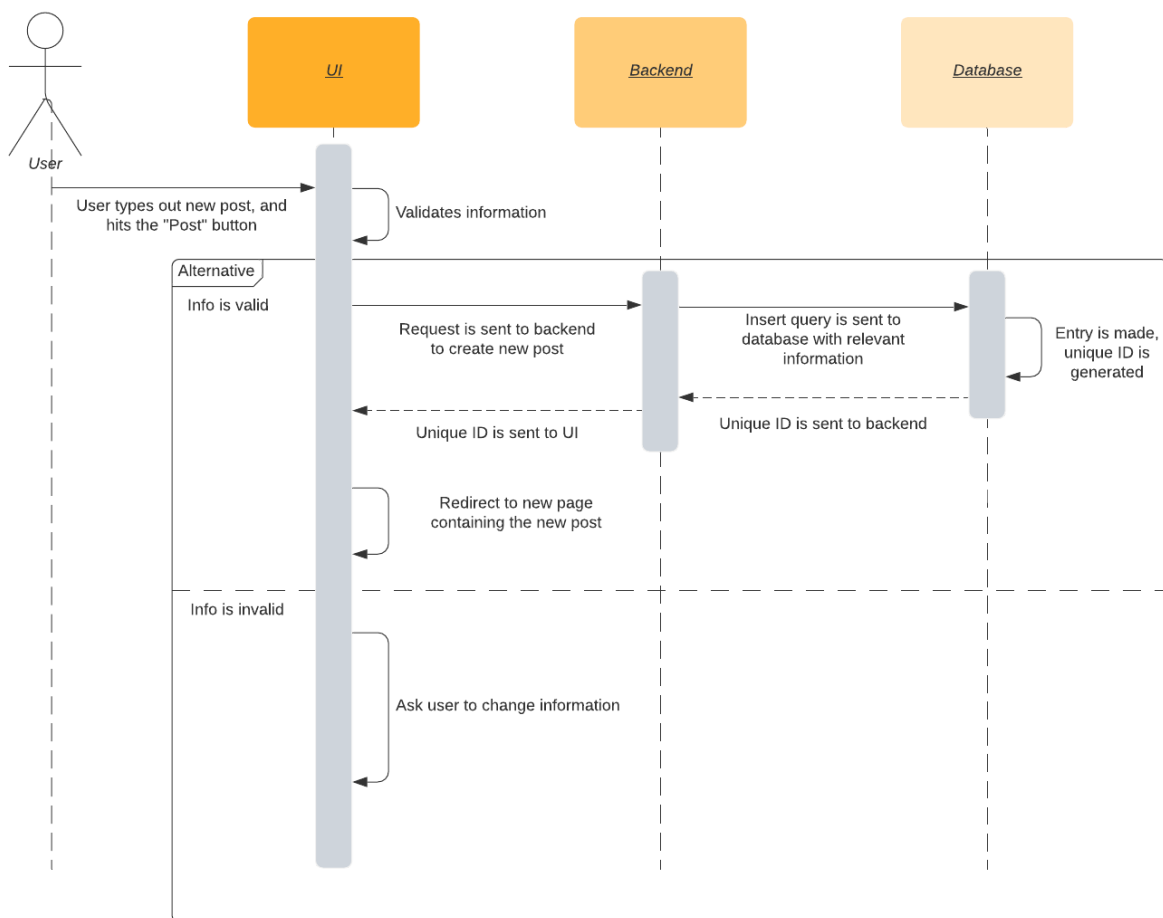 UI
Backend
Database
User
User types out new post, and
hits the "Post" button
Validates information
Alternative
Info is valid
Request is sent to backend
to create new post
Insert query is sent to
database with relevant
information
Entry is made,
unique ID is
generated
Unique ID is sent to UI
Unique ID is sent to backend
Redirect to new page
containing the new post
Info is invalid
Ask user to change information